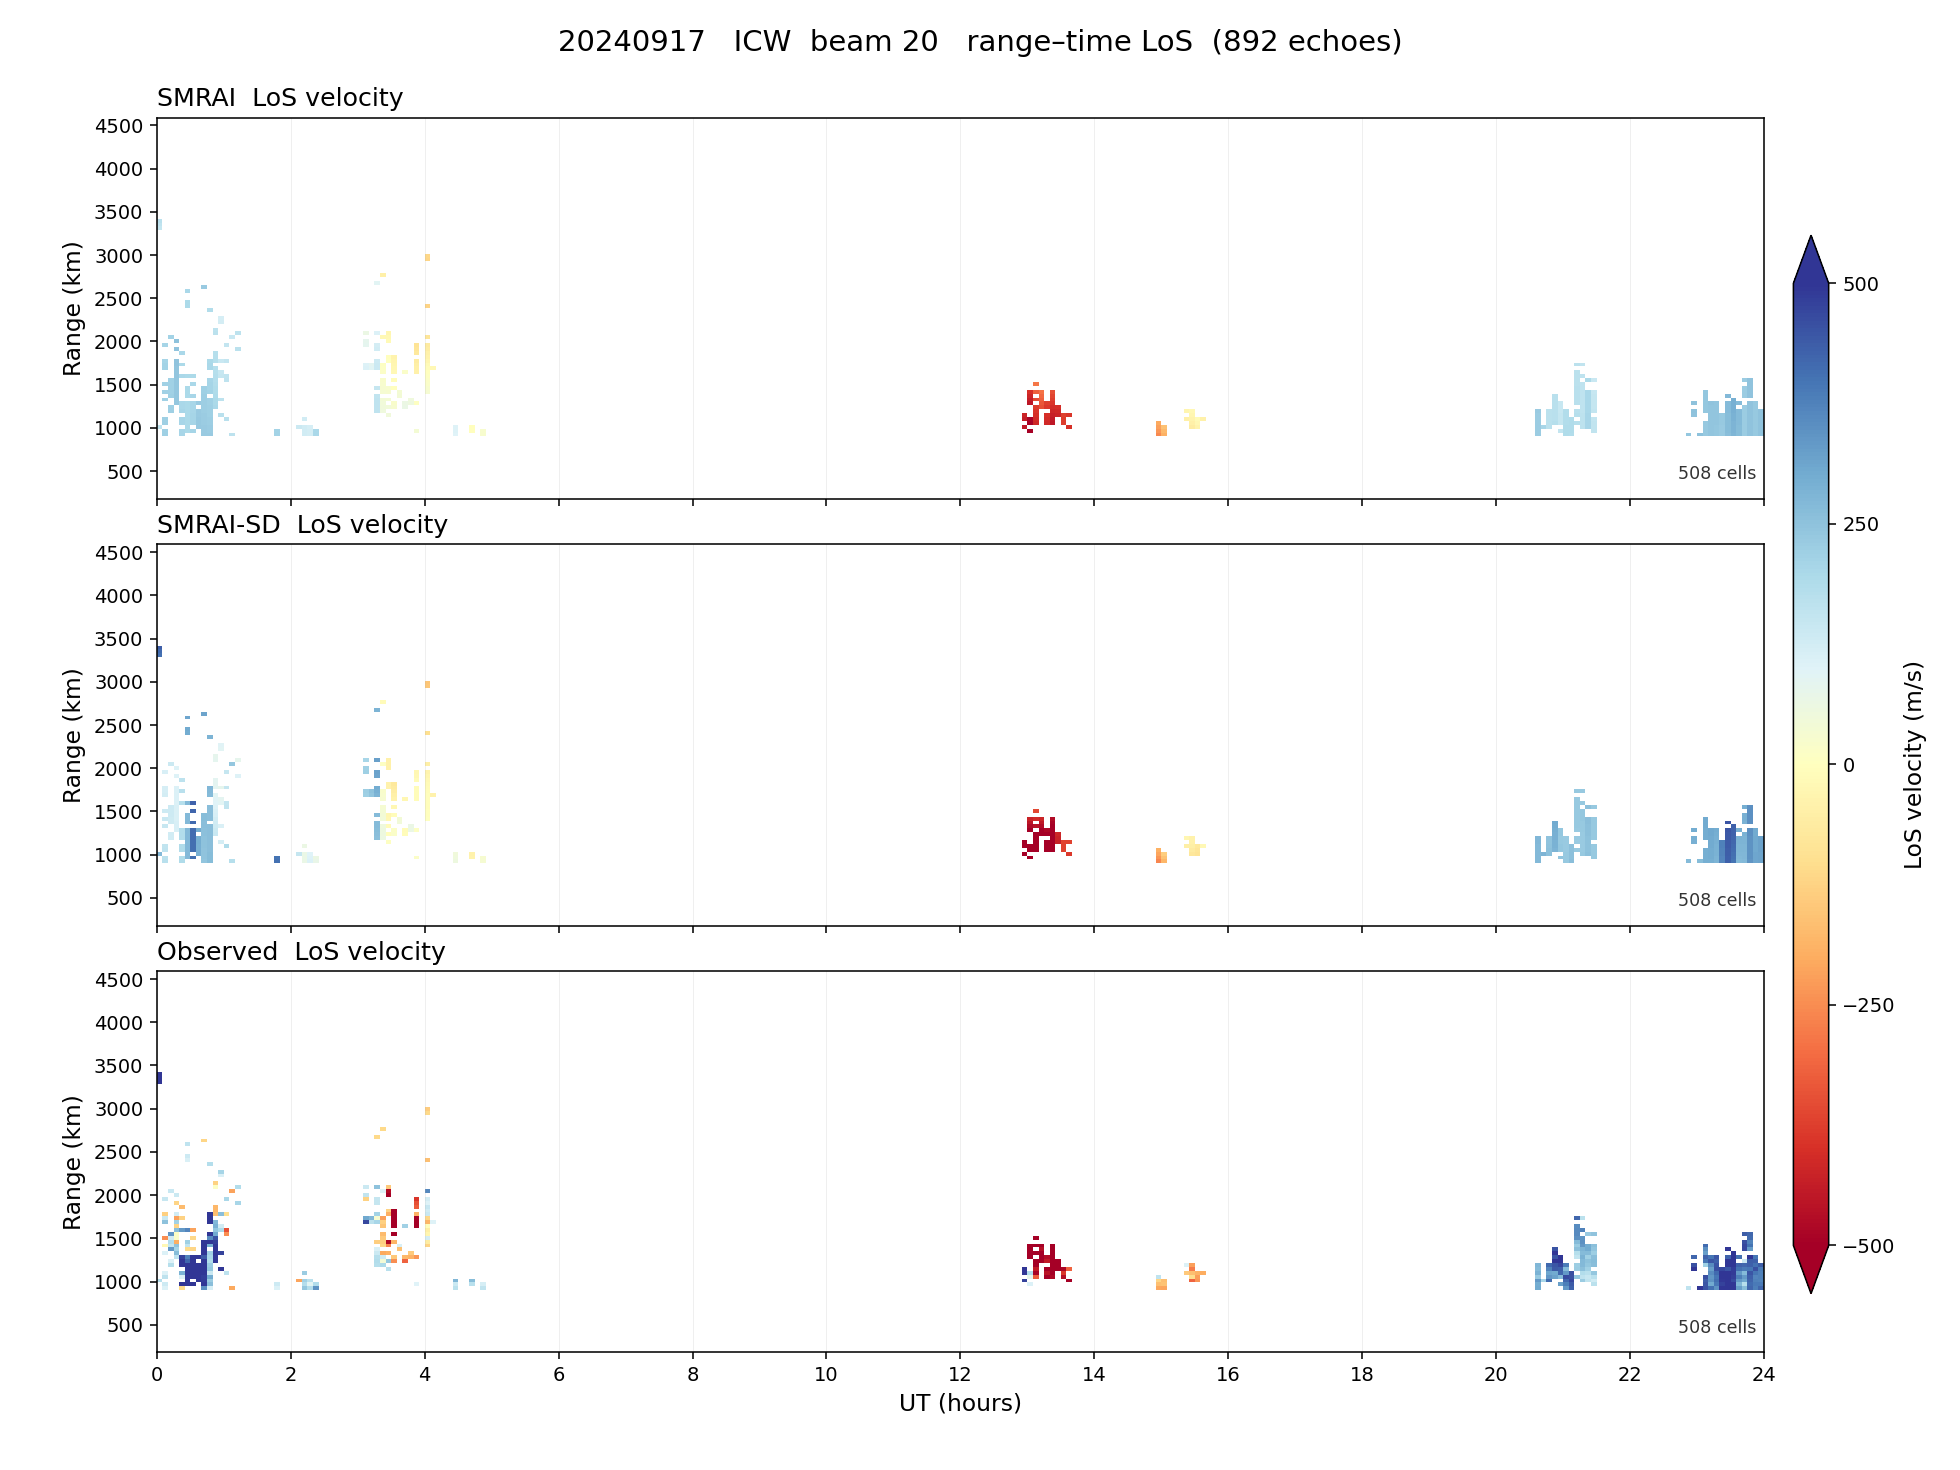 20240917   ICW  beam 20   range–time LoS  (892 echoes)
SMRAI  LoS velocity
4500
4000
3500
3000
2500
2000
1500
1000
500
Range (km)
508 cells
SMRAI-SD  LoS velocity
4500
4000
3500
3000
2500
2000
1500
1000
500
Range (km)
508 cells
Observed  LoS velocity
4500
4000
3500
3000
2500
2000
1500
1000
500
Range (km)
508 cells
0 2 4 6 8 10 12 14 16 18 20 22 24
UT (hours)
500
250
0
−250
−500
LoS velocity (m/s)